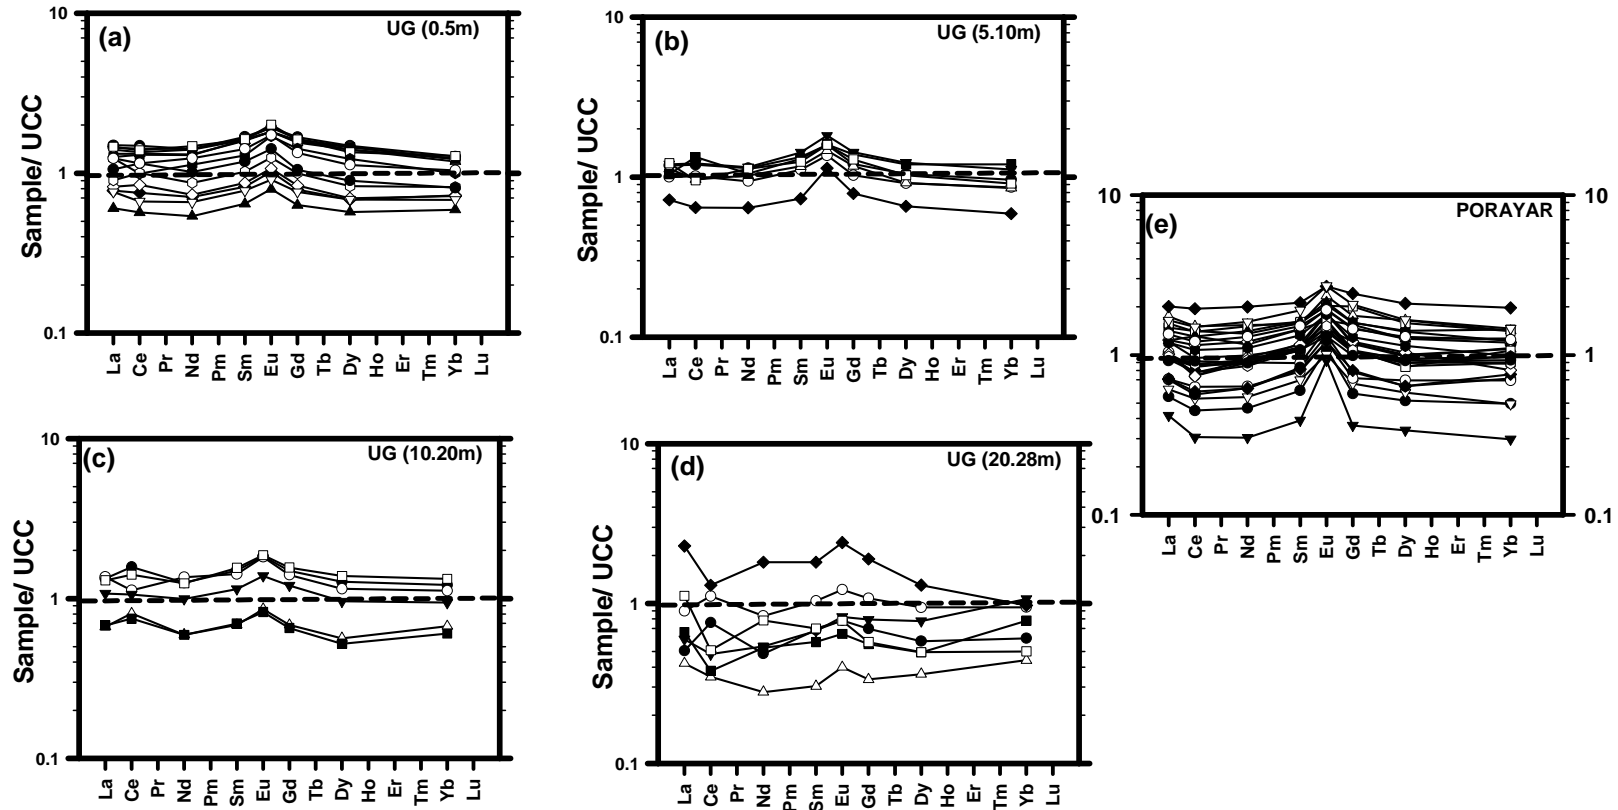 (a)
UG (0.5m)
Sample/ UCC
10
1
0.1
La Ce Pr Nd Pm Sm Eu Gd Tb Dy Ho Er Tm Yb Lu
(b)
UG (5.10m)
Sample/ UCC
10
1
0.1
La Ce Pr Nd Pm Sm Eu Gd Tb Dy Ho Er Tm Yb Lu
(c)
UG (10.20m)
Sample/ UCC
10
1
0.1
La Ce Pr Nd Pm Sm Eu Gd Tb Dy Ho Er Tm Yb Lu
(d)
UG (20.28m)
Sample/ UCC
10
1
0.1
La Ce Pr Nd Pm Sm Eu Gd Tb Dy Ho Er Tm Yb Lu
(e)
PORAYAR
10
1
0.1
10
1
0.1
La Ce Pr Nd Pm Sm Eu Gd Tb Dy Ho Er Tm Yb Lu